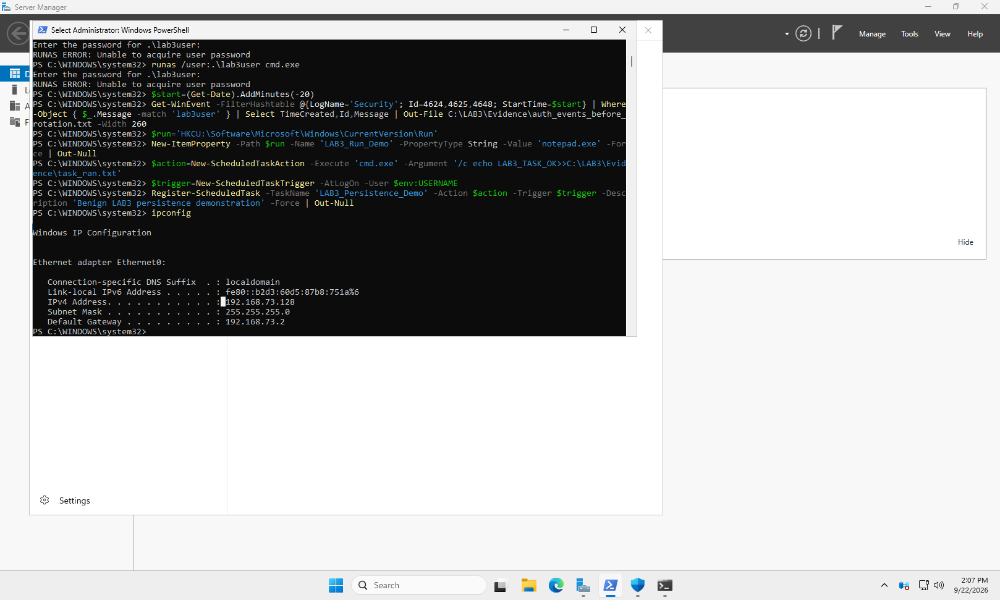 Server Manager
Manage
Tools
View
Help
Select Administrator: Windows PowerShell
Enter the password for .\lab3user:
RUNAS ERROR: Unable to acquire user password
PS C:\WINDOWS\system32> runas /user:.\lab3user cmd.exe
Enter the password for .\lab3user:
RUNAS ERROR: Unable to acquire user password
PS C:\WINDOWS\system32> $start=(Get-Date).AddMinutes(-20)
PS C:\WINDOWS\system32> Get-WinEvent -FilterHashtable @{LogName='Security'; Id=4624,4625,4648; StartTime=$start} | Where
-Object { $_.Message -match 'lab3user' } | Select TimeCreated,Id,Message | Out-File C:\LAB3\Evidence\auth_events_before_
rotation.txt -Width 260
PS C:\WINDOWS\system32> $run='HKCU:\Software\Microsoft\Windows\CurrentVersion\Run'
PS C:\WINDOWS\system32> New-ItemProperty -Path $run -Name 'LAB3_Run_Demo' -PropertyType String -Value 'notepad.exe' -For
ce | Out-Null
PS C:\WINDOWS\system32> $action=New-ScheduledTaskAction -Execute 'cmd.exe' -Argument '/c echo LAB3_TASK_OK>>C:\LAB3\Evid
ence\task_ran.txt'
PS C:\WINDOWS\system32> $trigger=New-ScheduledTaskTrigger -AtLogOn -User $env:USERNAME
PS C:\WINDOWS\system32> Register-ScheduledTask -TaskName 'LAB3_Persistence_Demo' -Action $action -Trigger $trigger -Desc
ription 'Benign LAB3 persistence demonstration' -Force | Out-Null
PS C:\WINDOWS\system32> ipconfig
Windows IP Configuration
Ethernet adapter Ethernet0:
Connection-specific DNS Suffix  . : localdomain
Link-local IPv6 Address . . . . . : fe80::b2d3:60d5:87b8:751a%6
IPv4 Address. . . . . . . . . . . : 192.168.73.128
Subnet Mask . . . . . . . . . . . : 255.255.255.0
Default Gateway . . . . . . . . . : 192.168.73.2
PS C:\WINDOWS\system32>
D
L
A
F
Hide
Settings
Search
2:07 PM
9/22/2026